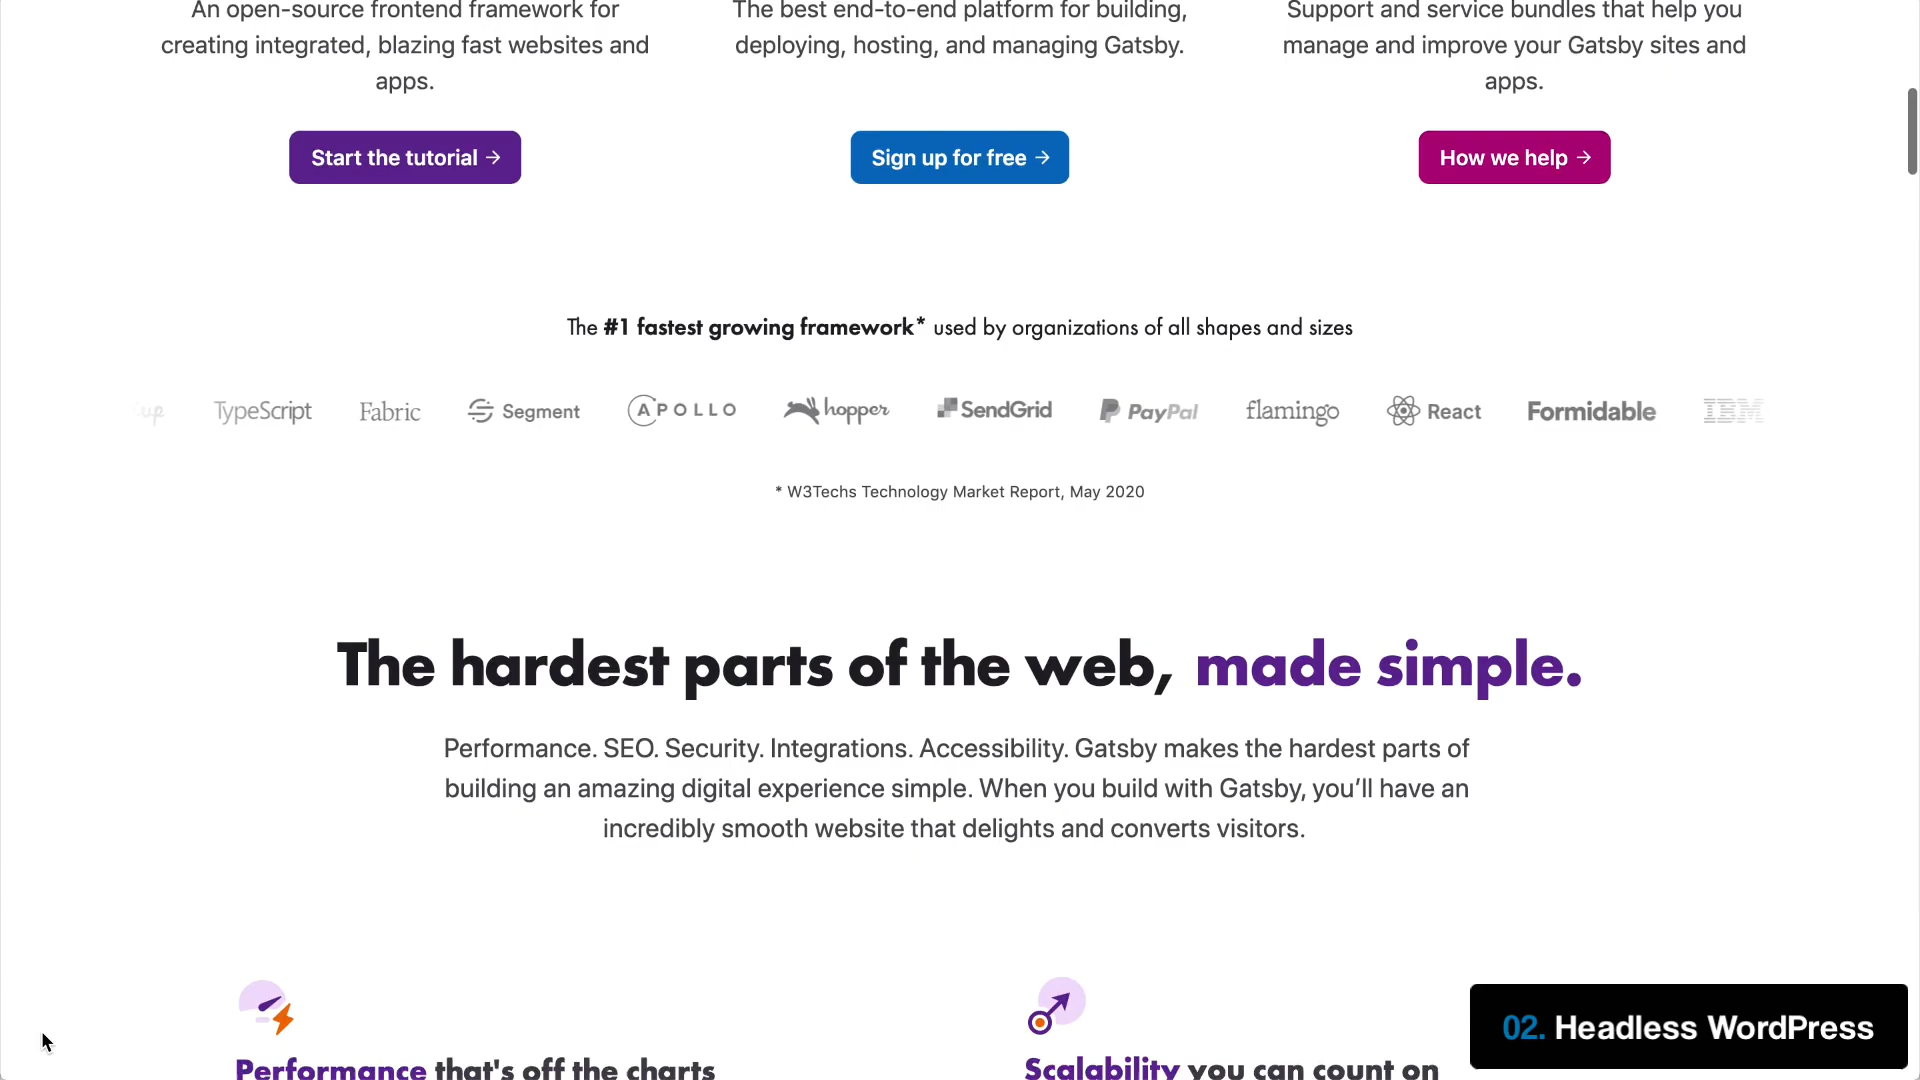 An open-source frontend framework for
creating integrated, blazing fast websites and
apps.
The best end-to-end platform for building,
deploying, hosting, and managing Gatsby.
Support and service bundles that help you
manage and improve your Gatsby sites and
apps.
Start the tutorial →
Sign up for free →
How we help →
The #1 fastest growing framework* used by organizations of all shapes and sizes
TypeScript Fabric Segment APOLLO hopper SendGrid PayPal flamingo React Formidable IBM
* W3Techs Technology Market Report, May 2020
The hardest parts of the web, made simple.
Performance. SEO. Security. Integrations. Accessibility. Gatsby makes the hardest parts of
building an amazing digital experience simple. When you build with Gatsby, you’ll have an
incredibly smooth website that delights and converts visitors.
Performance that's off the charts
Scalability you can count on
02. Headless WordPress